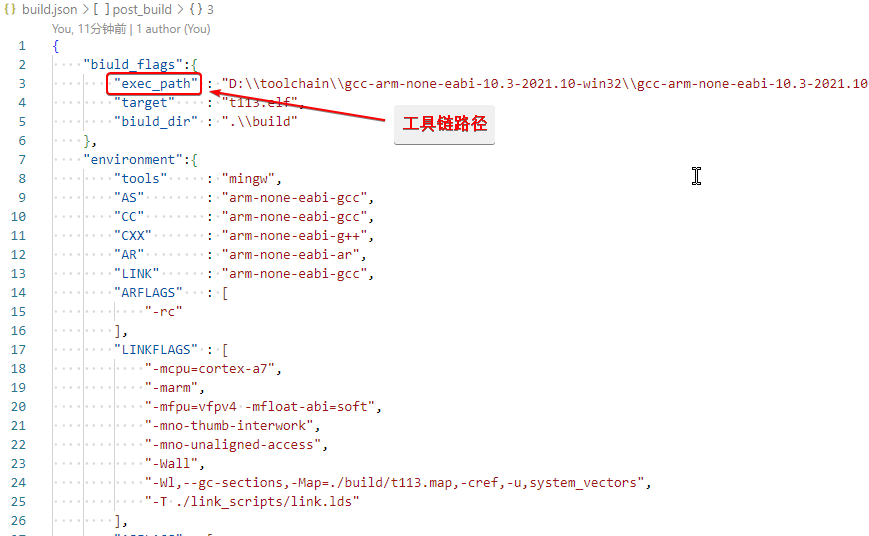 {} build.json > [ ] post_build > {} 3
You, 11分钟前 | 1 author (You)
1 {
2 "biuld_flags":{
3 "exec_path" : "D:\\toolchain\\gcc-arm-none-eabi-10.3-2021.10-win32\\gcc-arm-none-eabi-10.3-2021.10
4 "target" : "t113.elf",
5 "biuld_dir" : ".\\build"
工具链路径
6 },
7 "environment":{
8 "tools" : "mingw",
9 "AS" : "arm-none-eabi-gcc",
10 "CC" : "arm-none-eabi-gcc",
11 "CXX" : "arm-none-eabi-g++",
12 "AR" : "arm-none-eabi-ar",
13 "LINK" : "arm-none-eabi-gcc",
14 "ARFLAGS" : [
15 "-rc"
16 ],
17 "LINKFLAGS" : [
18 "-mcpu=cortex-a7",
19 "-marm",
20 "-mfpu=vfpv4 -mfloat-abi=soft",
21 "-mno-thumb-interwork",
22 "-mno-unaligned-access",
23 "-Wall",
24 "-Wl,--gc-sections,-Map=./build/t113.map,-cref,-u,system_vectors",
25 "-T ./link_scripts/link.lds"
26 ],